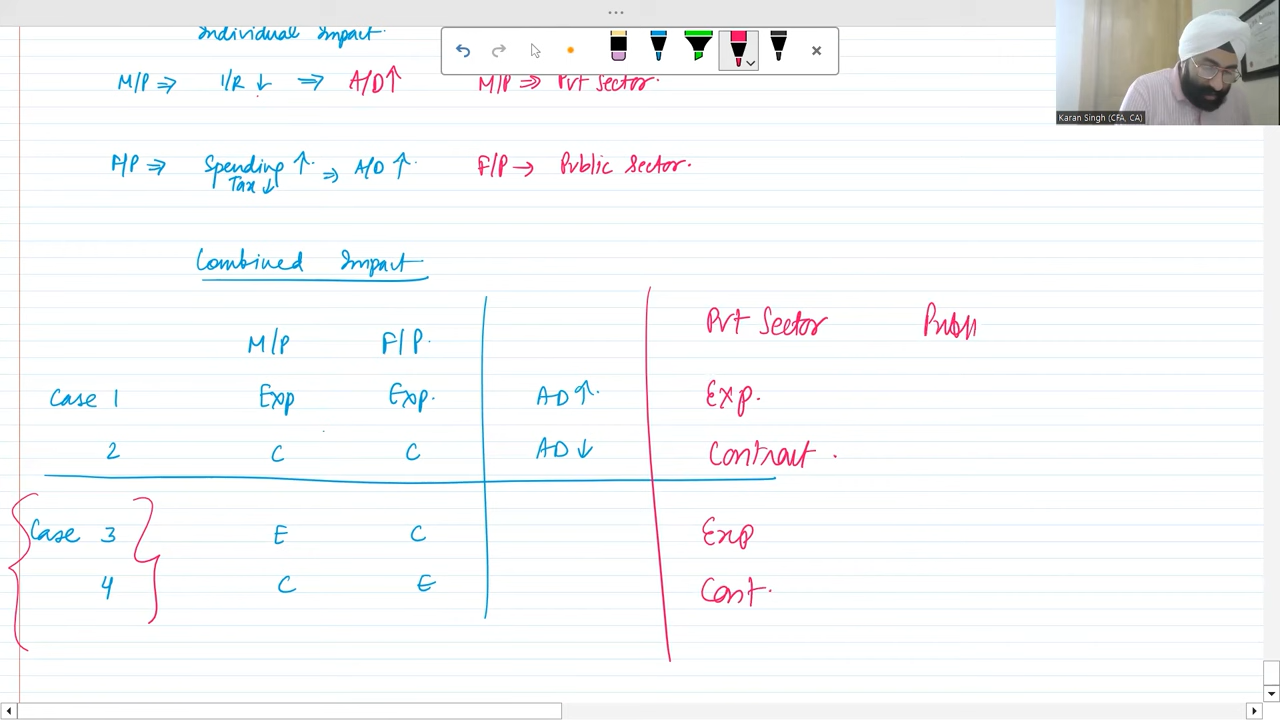 Individual Impact.
M/P ⇒ I/R ↓ ⇒ A/D↑ M/P ⇒ Pvt Sector.
Karan Singh (CFA, CA)
F/P ⇒ Spending ↑. ⇒ A/D ↑. F/P → Public Sector.
Tax ↓
Combined Impact
M/P F/P. Pvt Sector
Case 1 Exp Exp. AD↑. Exp.
2 C C AD↓ Contract.
Case 3 E C Exp
4 C E Cont.